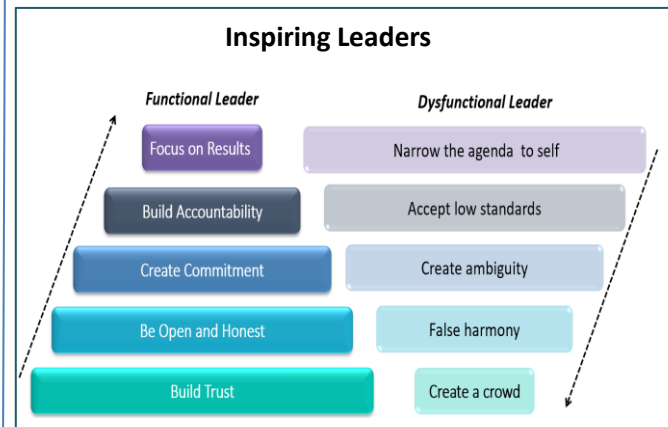 Inspiring Leaders
Functional Leader
Dysfunctional Leader
Focus on Results
Narrow the agenda to self
Build Accountability
Accept low standards
Create Commitment
Create ambiguity
Be Open and Honest
False harmony
Build Trust
Create a crowd